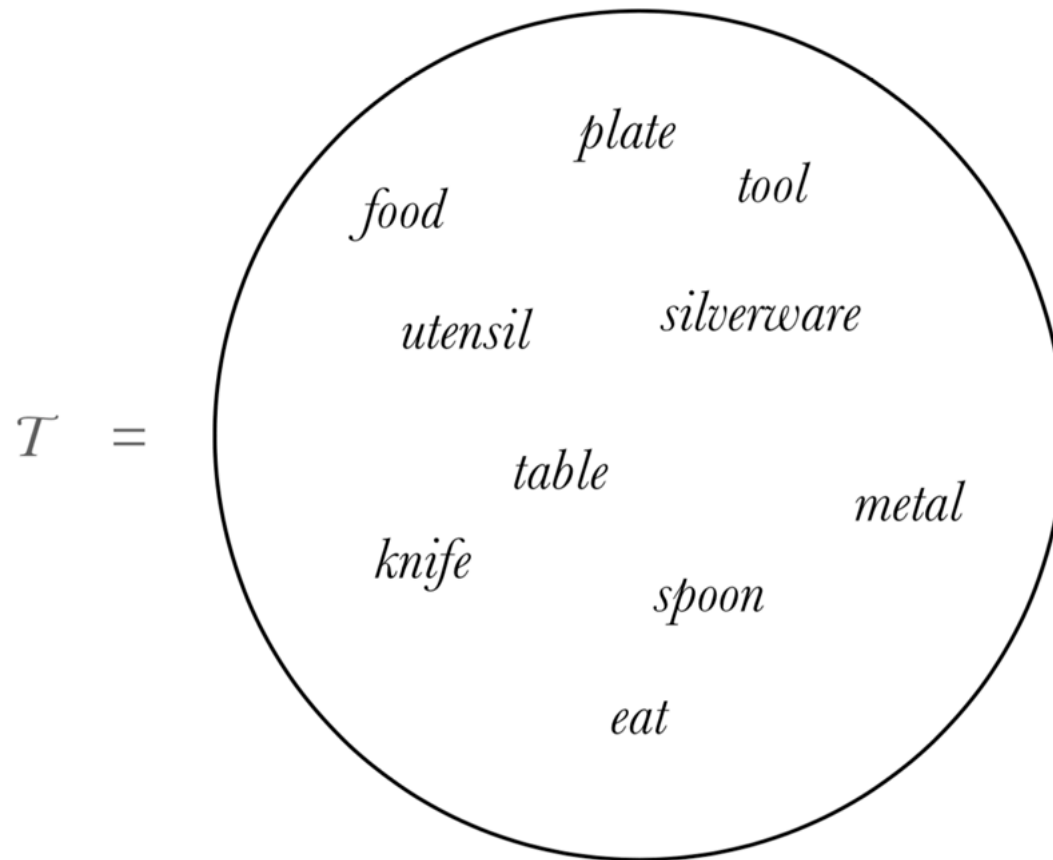 plate
tool
food
silverware
utensil
𝒯 =
table
metal
knife
spoon
eat